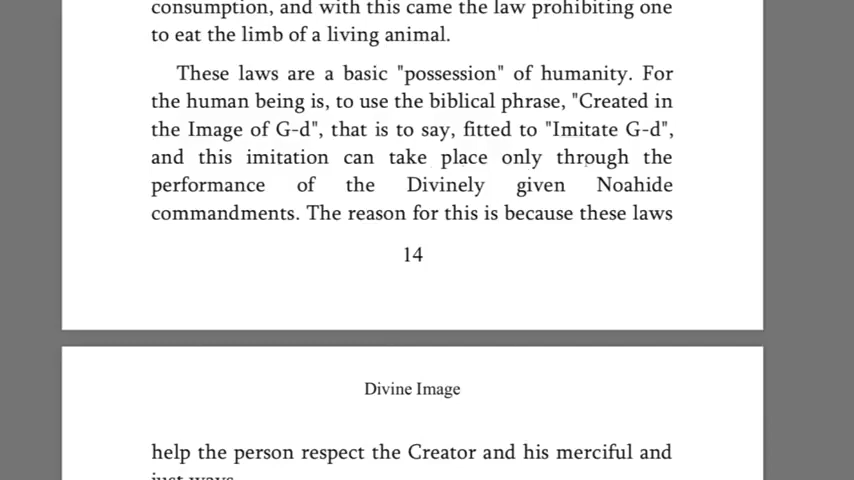 consumption, and with this came the law prohibiting one
to eat the limb of a living animal.
These laws are a basic "possession" of humanity. For
the human being is, to use the biblical phrase, "Created in
the Image of G-d", that is to say, fitted to "Imitate G-d",
and this imitation can take place only through the
performance of the Divinely given Noahide
commandments. The reason for this is because these laws
14
Divine Image
help the person respect the Creator and his merciful and
just ways.